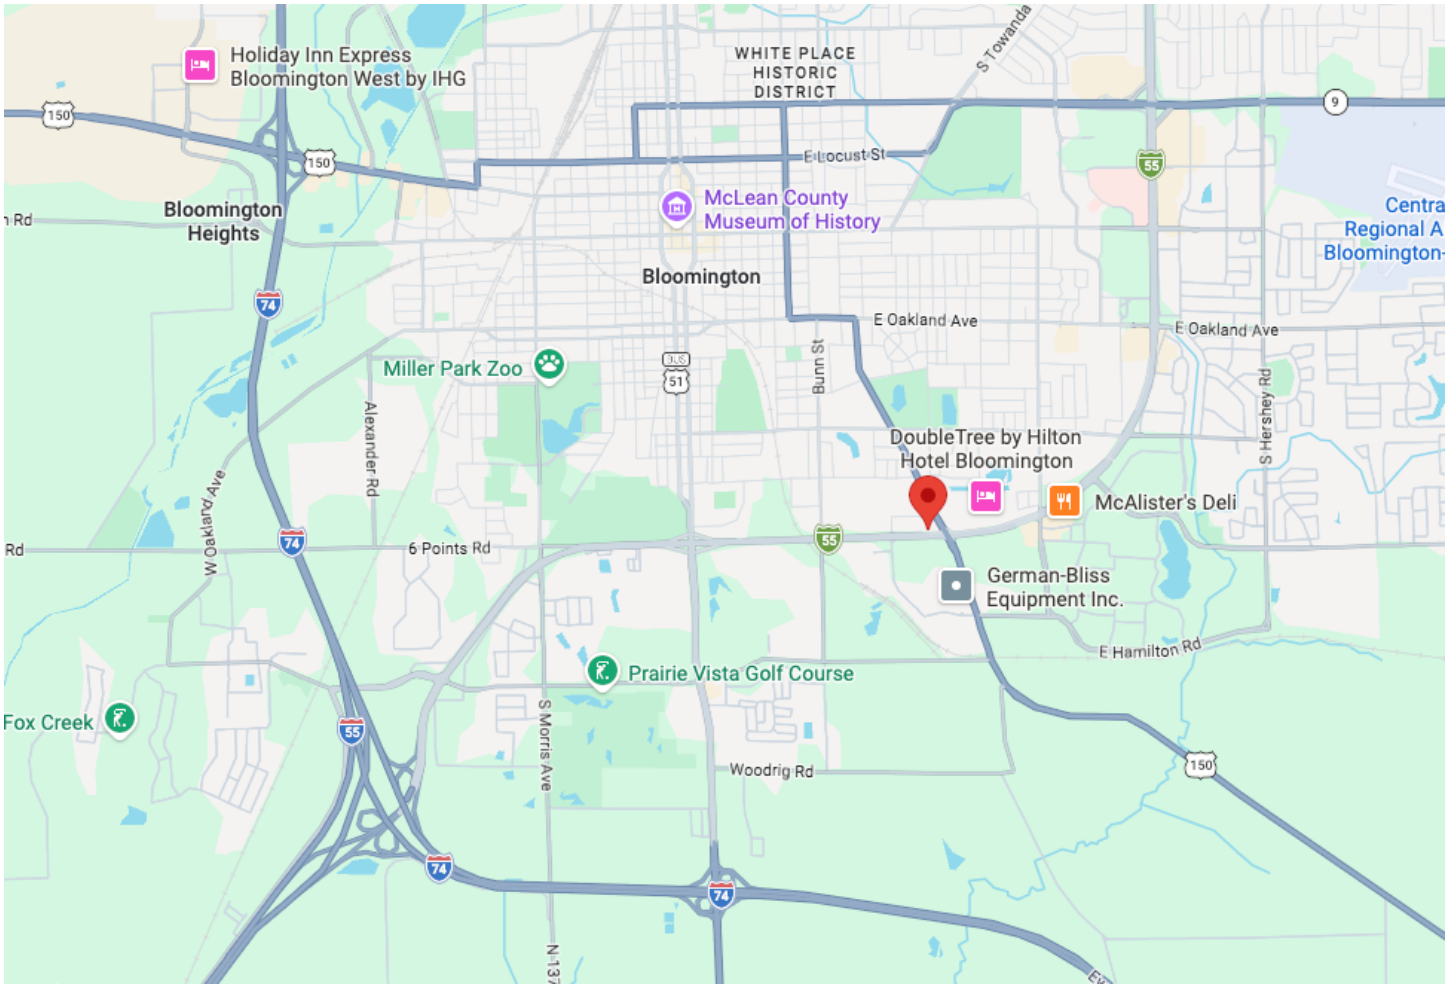 Holiday Inn Express
Bloomington West by IHG
WHITE PLACE
HISTORIC
DISTRICT
S Towanda
150
150
9
E Locust St
55
McLean County
Museum of History
Bloomington
Heights
Rd
Centra
Regional A
Bloomington-
Bloomington
74
E Oakland Ave
E Oakland Ave
Miller Park Zoo
BUS
51
Bunn St
Alexander Rd
S Hershey Rd
DoubleTree by Hilton
Hotel Bloomington
McAlister's Deli
W Oakland Ave
74
Rd
6 Points Rd
55
German-Bliss
Equipment Inc.
E Hamilton Rd
Prairie Vista Golf Course
Fox Creek
55
S Morris Ave
Woodrig Rd
150
74
74
N 137
Ev